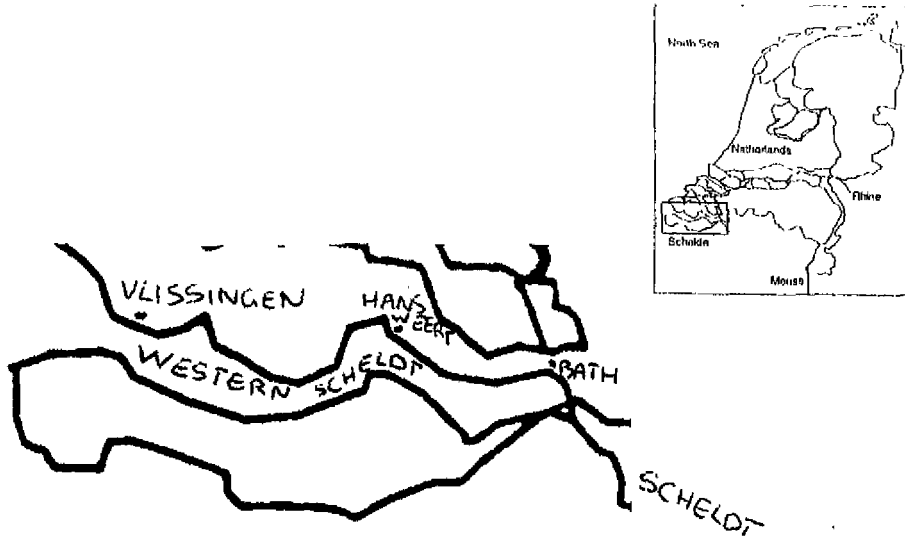 North Sea
Netherlands
Rhine
Schelde
Meuse
VLISSINGEN
HANS
WEERT
WESTERN SCHELDT
BATH
SCHELDT